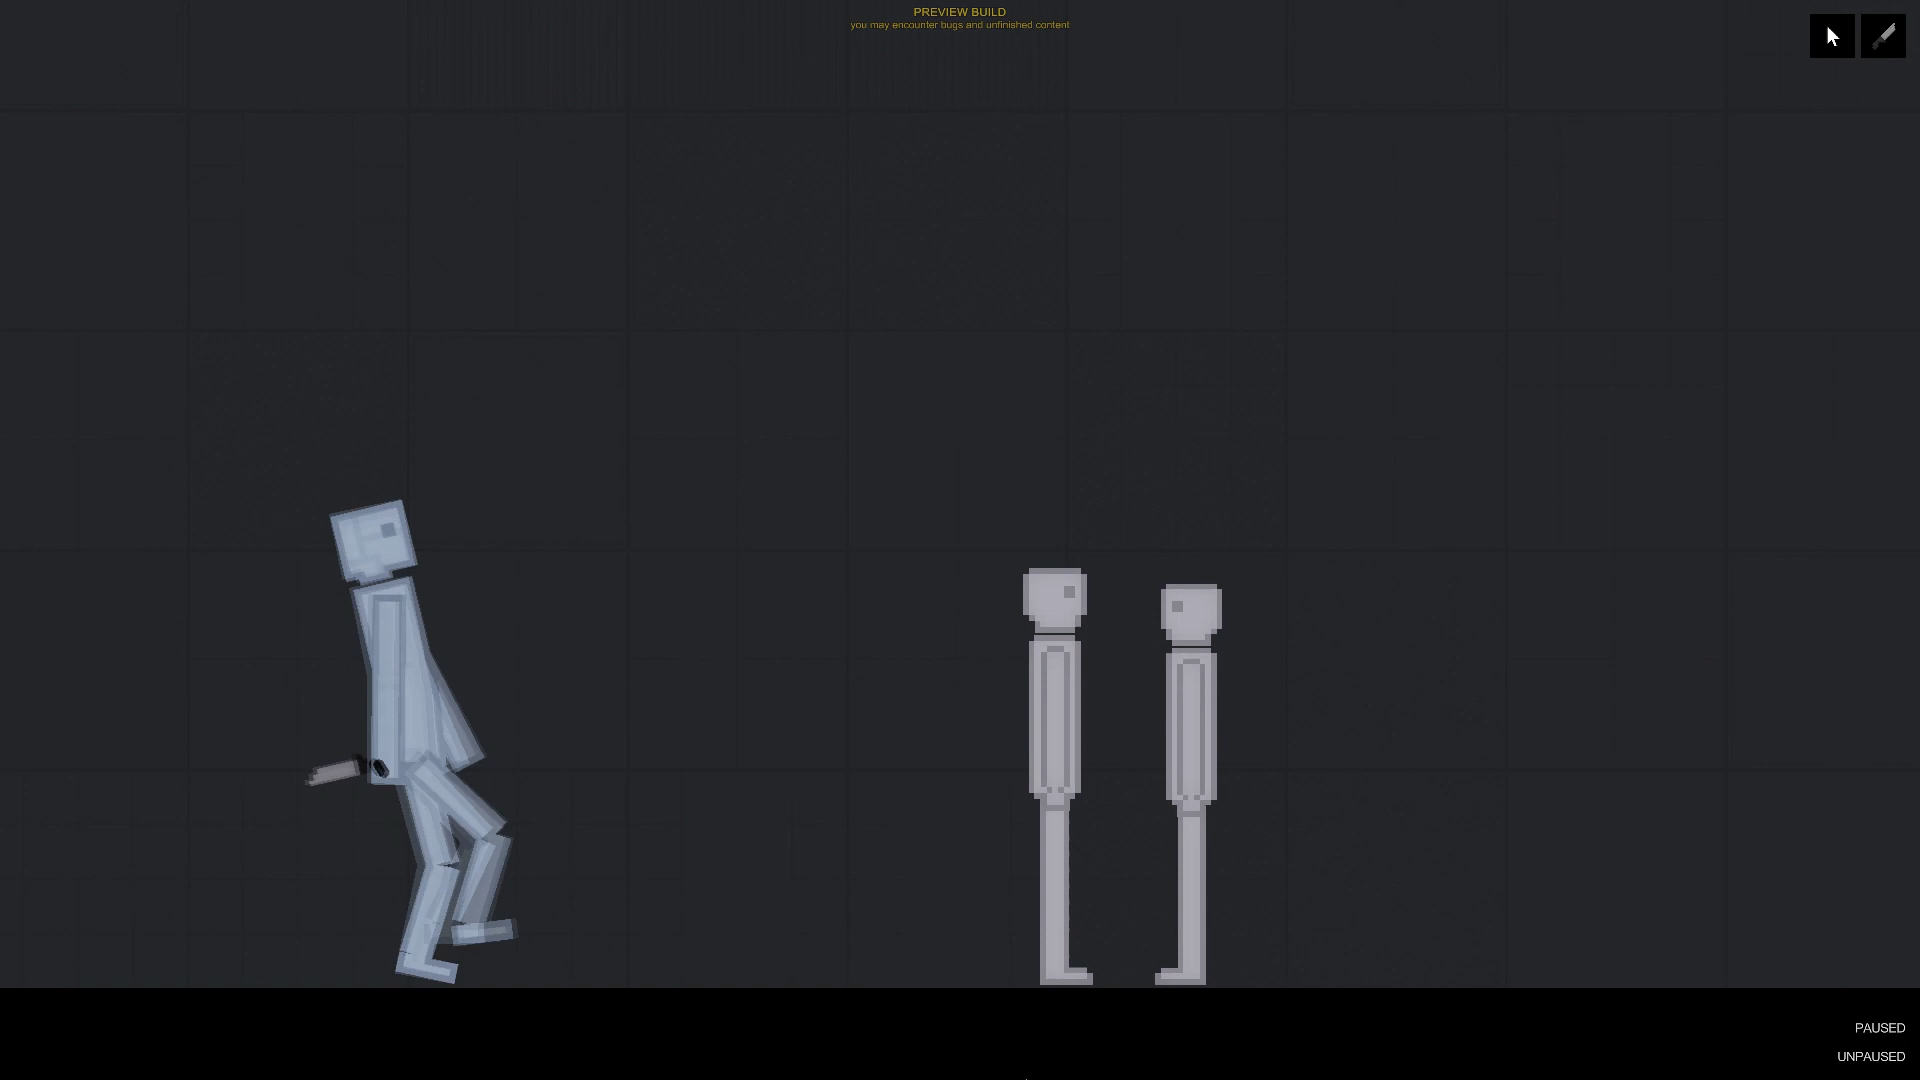 PREVIEW BUILD
you may encounter bugs and unfinished content
PAUSED
UNPAUSED